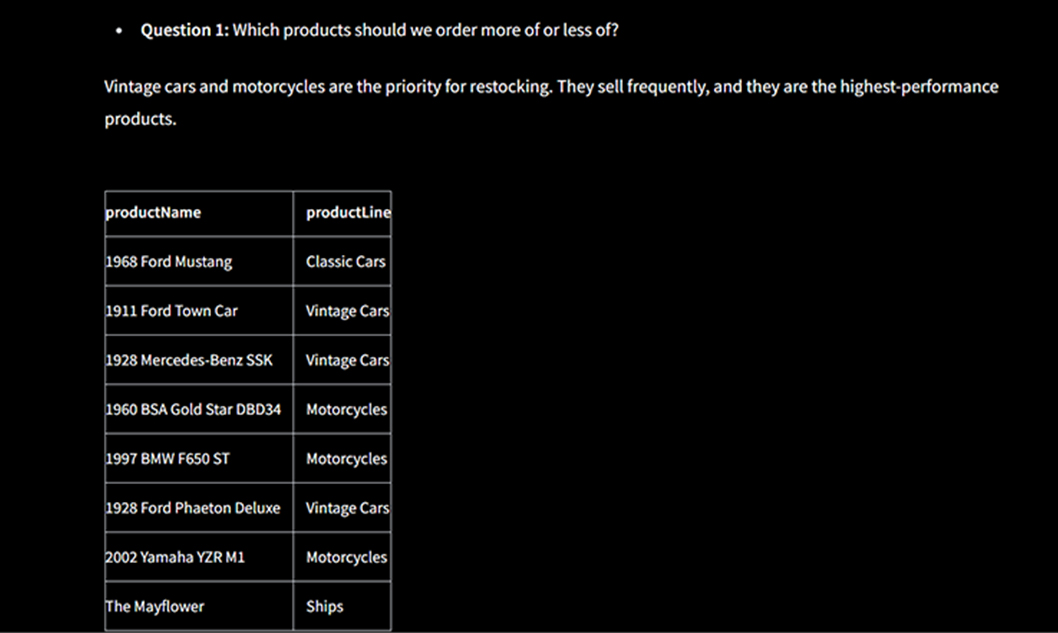 • Question 1: Which products should we order more of or less of?
Vintage cars and motorcycles are the priority for restocking. They sell frequently, and they are the highest-performance
products.
productName productLine
1968 Ford Mustang Classic Cars
1911 Ford Town Car Vintage Cars
1928 Mercedes-Benz SSK Vintage Cars
1960 BSA Gold Star DBD34 Motorcycles
1997 BMW F650 ST Motorcycles
1928 Ford Phaeton Deluxe Vintage Cars
2002 Yamaha YZR M1 Motorcycles
The Mayflower Ships